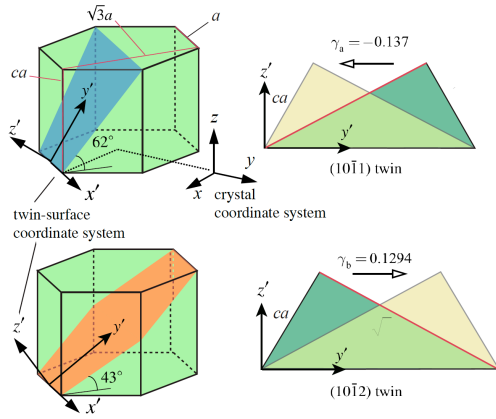 √3a
a
ca
y′
z′
62°
x′
z
y
x
crystal
coordinate system
twin-surface
coordinate system
z′
y′
43°
x′
γa = −0.137
z′
ca
y′
(101̄1) twin
γb = 0.1294
z′
ca
√
y′
(101̄2) twin